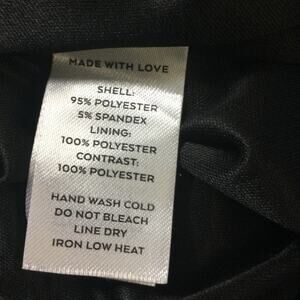 MADE WITH LOVE
SHELL:
95% POLYESTER
5% SPANDEX
LINING:
100% POLYESTER
CONTRAST:
100% POLYESTER
HAND WASH COLD
DO NOT BLEACH
LINE DRY
IRON LOW HEAT